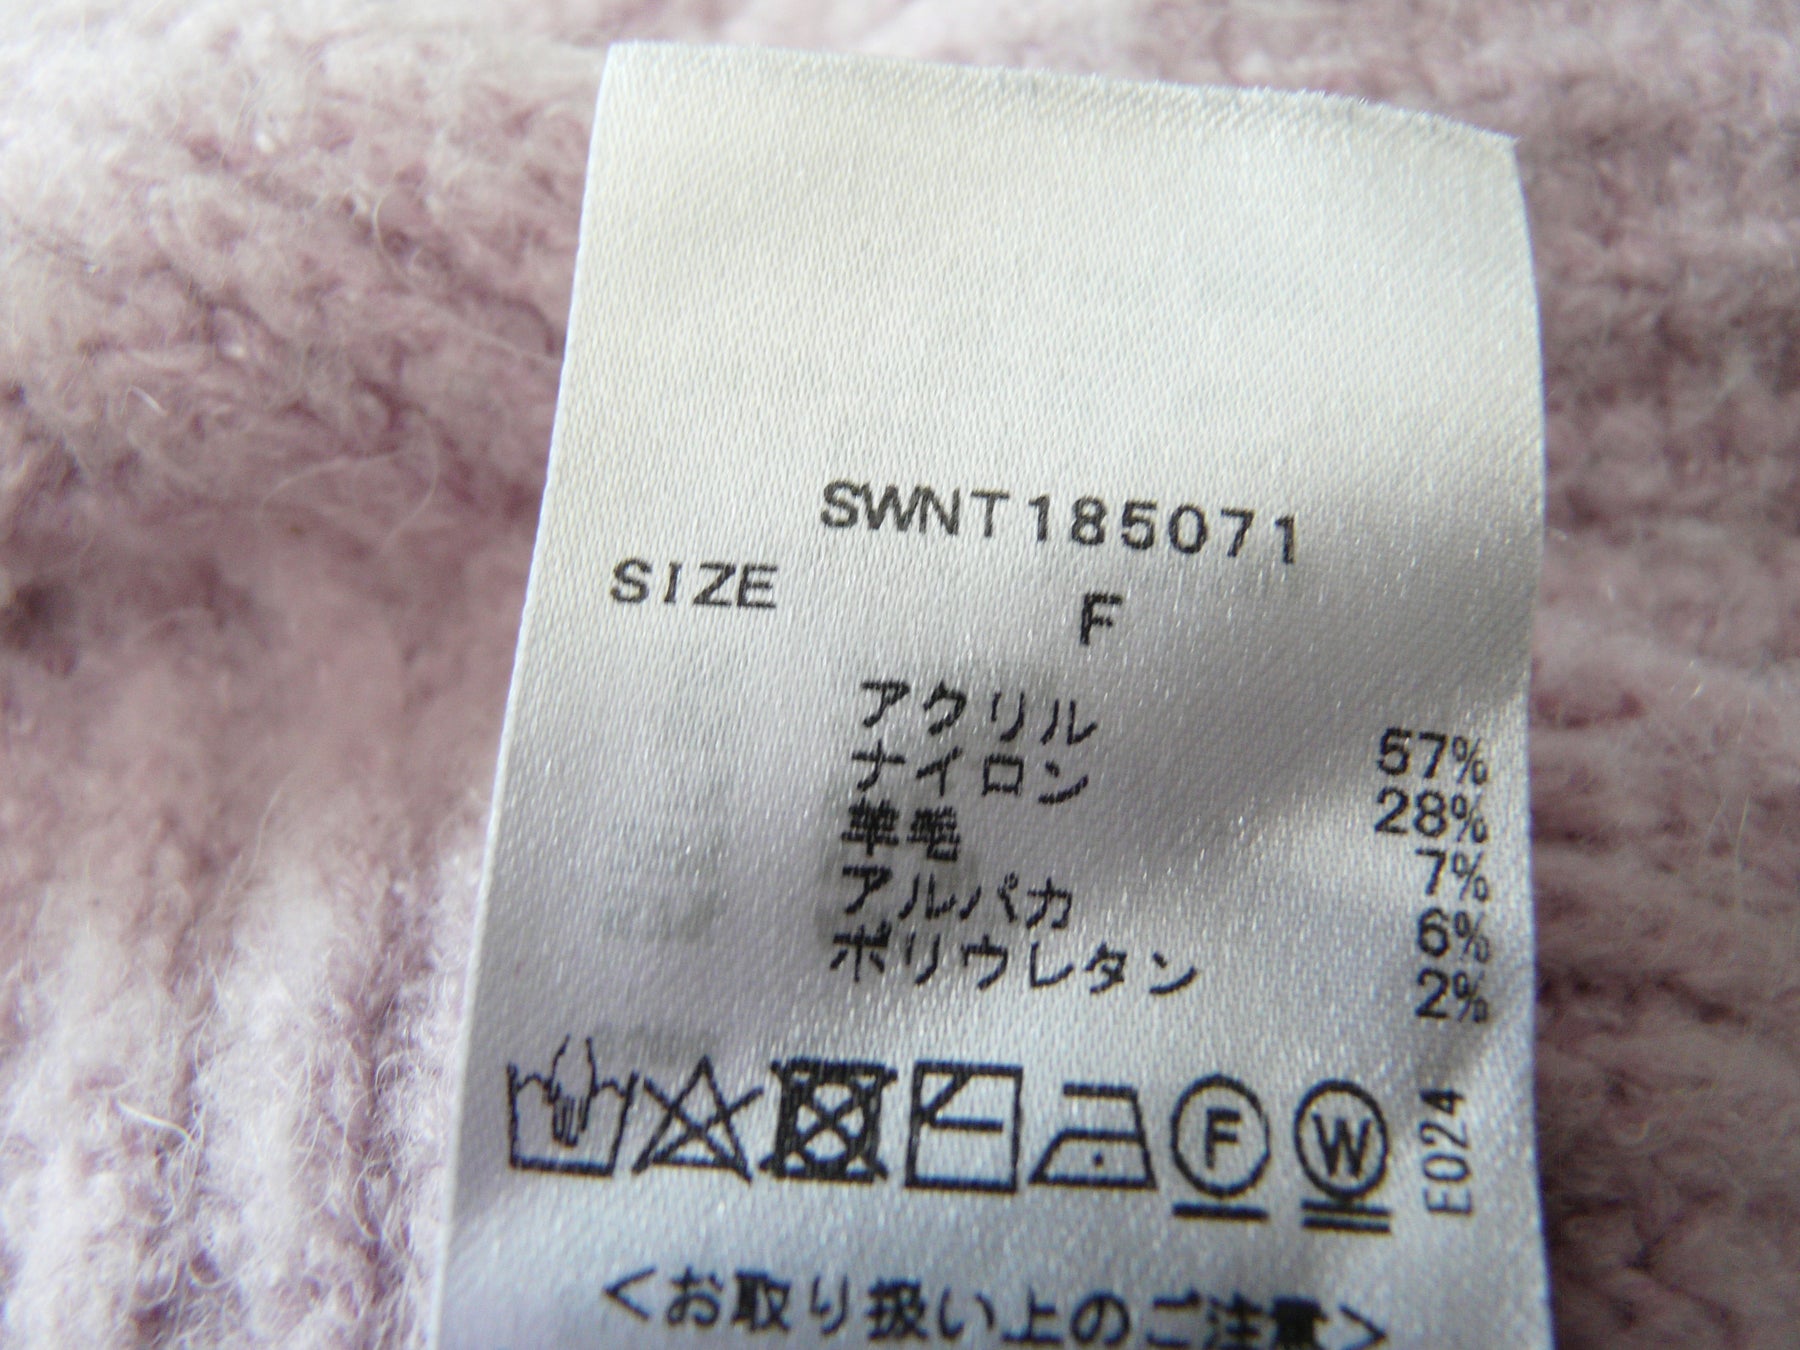 SWNT185071
SIZE F
アクリル 57%
ナイロン 28%
羊毛 7%
アルパカ 6%
ポリウレタン 2%
F W E024
<お取り扱い上のご注意>